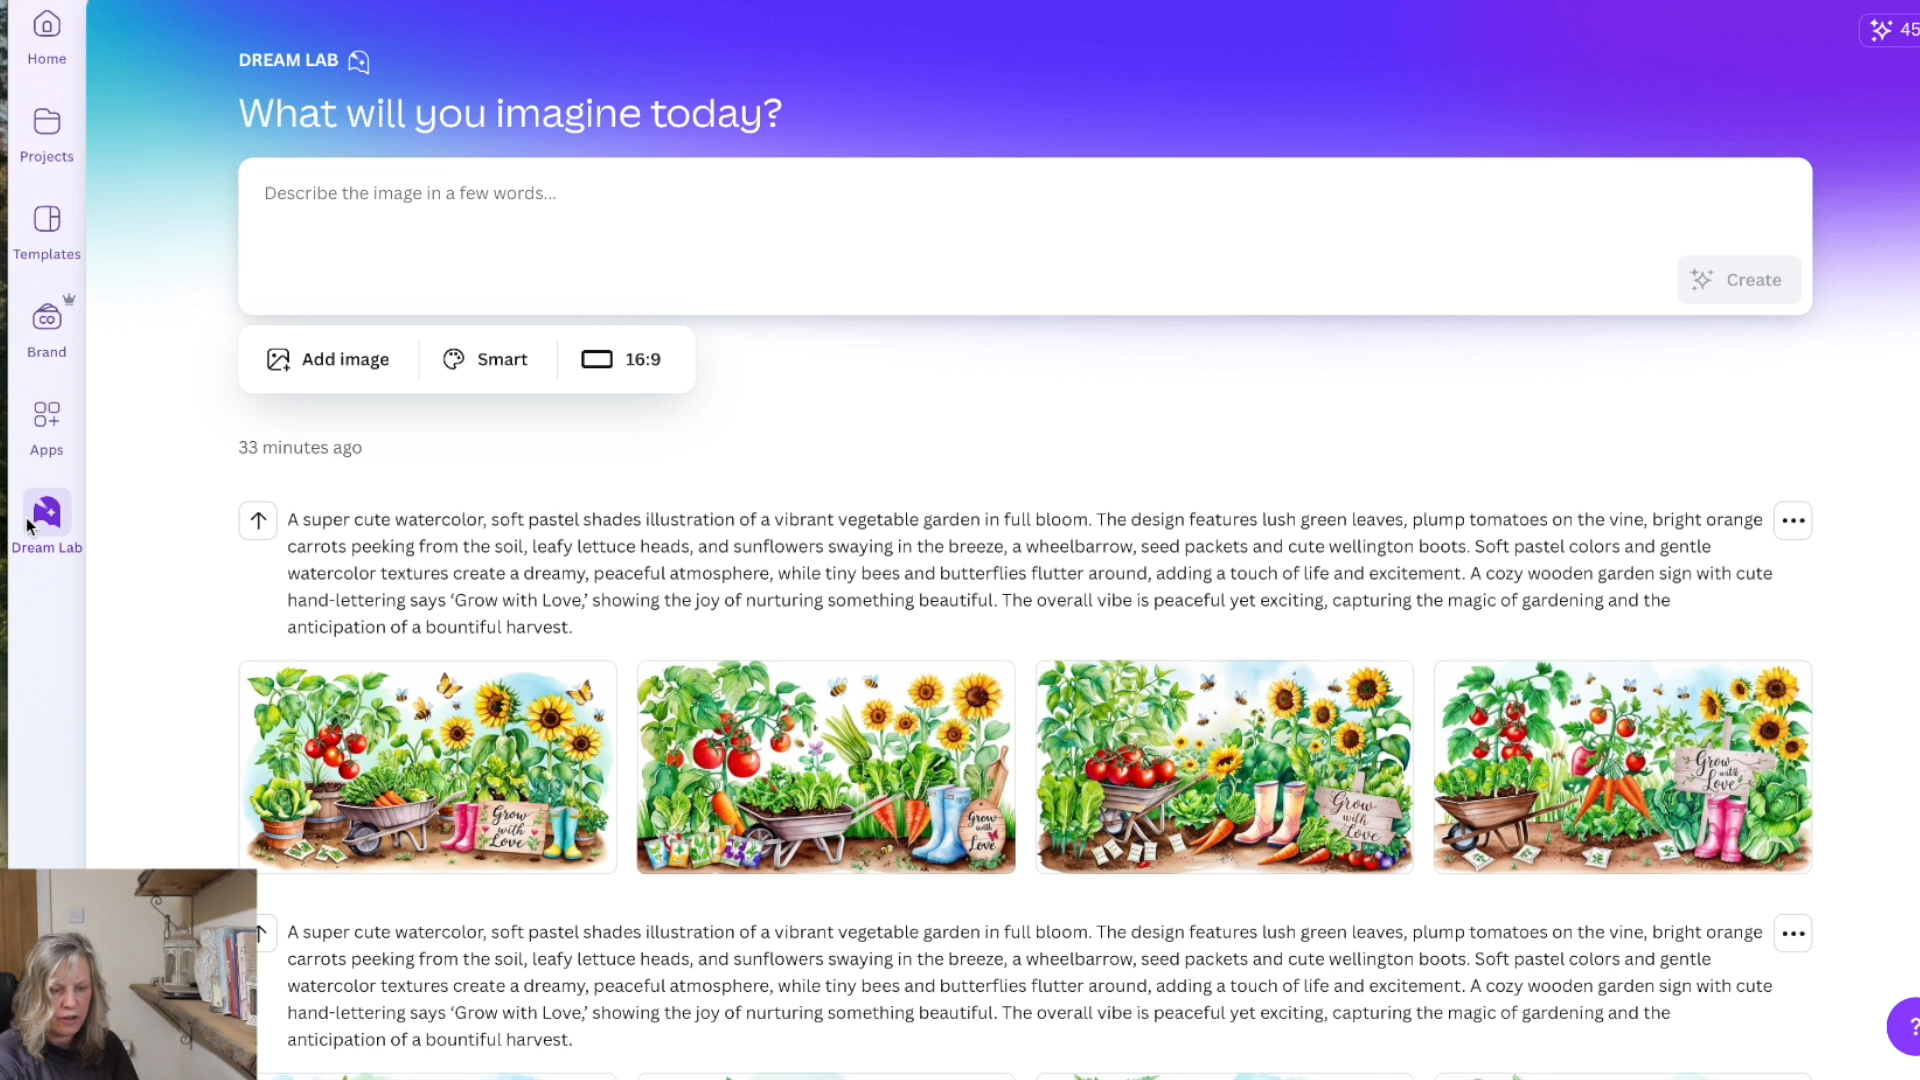 Home
Projects
Templates
Brand
Apps
Dream Lab
45
DREAM LAB
What will you imagine today?
Describe the image in a few words...
Create
Add image
Smart
16:9
33 minutes ago
A super cute watercolor, soft pastel shades illustration of a vibrant vegetable garden in full bloom. The design features lush green leaves, plump tomatoes on the vine, bright orange
carrots peeking from the soil, leafy lettuce heads, and sunflowers swaying in the breeze, a wheelbarrow, seed packets and cute wellington boots. Soft pastel colors and gentle
watercolor textures create a dreamy, peaceful atmosphere, while tiny bees and butterflies flutter around, adding a touch of life and excitement. A cozy wooden garden sign with cute
hand-lettering says ‘Grow with Love,’ showing the joy of nurturing something beautiful. The overall vibe is peaceful yet exciting, capturing the magic of gardening and the
anticipation of a bountiful harvest.
Grow
with
Love
Grow
with
Love
Grow
with
Love
Grow
with
Love
A super cute watercolor, soft pastel shades illustration of a vibrant vegetable garden in full bloom. The design features lush green leaves, plump tomatoes on the vine, bright orange
carrots peeking from the soil, leafy lettuce heads, and sunflowers swaying in the breeze, a wheelbarrow, seed packets and cute wellington boots. Soft pastel colors and gentle
watercolor textures create a dreamy, peaceful atmosphere, while tiny bees and butterflies flutter around, adding a touch of life and excitement. A cozy wooden garden sign with cute
hand-lettering says ‘Grow with Love,’ showing the joy of nurturing something beautiful. The overall vibe is peaceful yet exciting, capturing the magic of gardening and the
anticipation of a bountiful harvest.
?